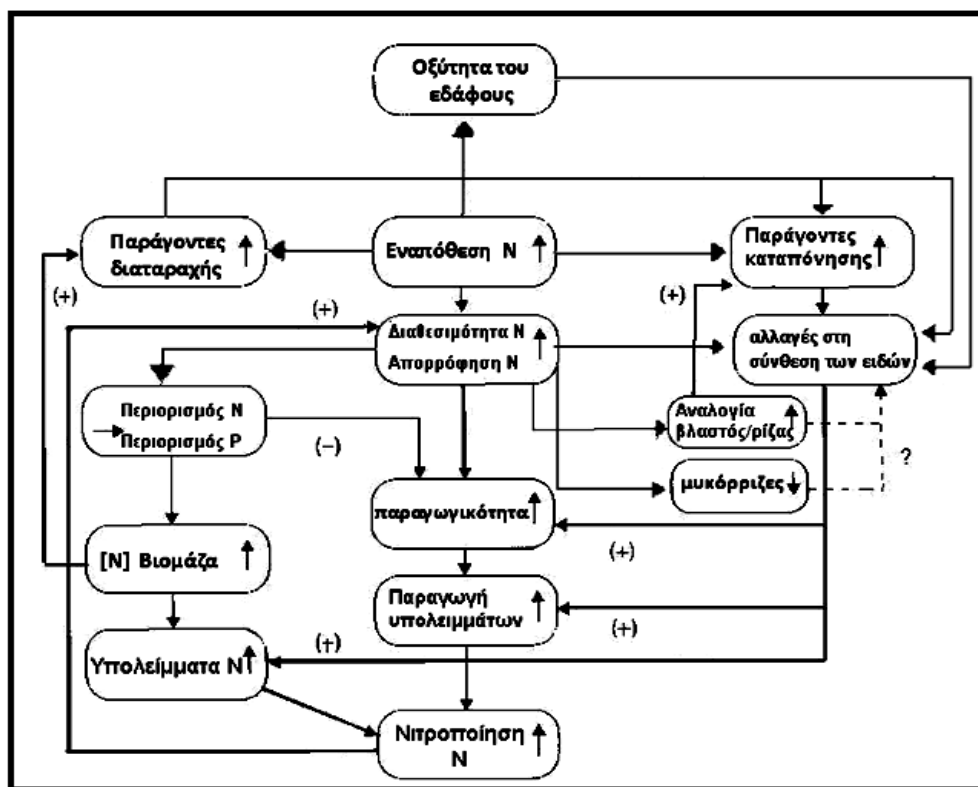 Οξύτητα του
εδάφους
Παράγοντες
διαταραχής
Εναπόθεση Ν
Παράγοντες
καταπόνησης
(+)
(+)
(+)
Διαθεσιμότητα Ν
Απορρόφηση Ν
αλλαγές στη
σύνθεση των ειδών
Περιορισμός Ν
Περιορισμός Ρ
(−)
Αναλογία
βλαστός/ρίζας
?
μυκόρριζες
παραγωγικότητα
(+)
[Ν] Βιομάζα
Παραγωγή
υπολειμμάτων
(+)
(+)
Υπολείμματα Ν
Νιτροποίηση
Ν